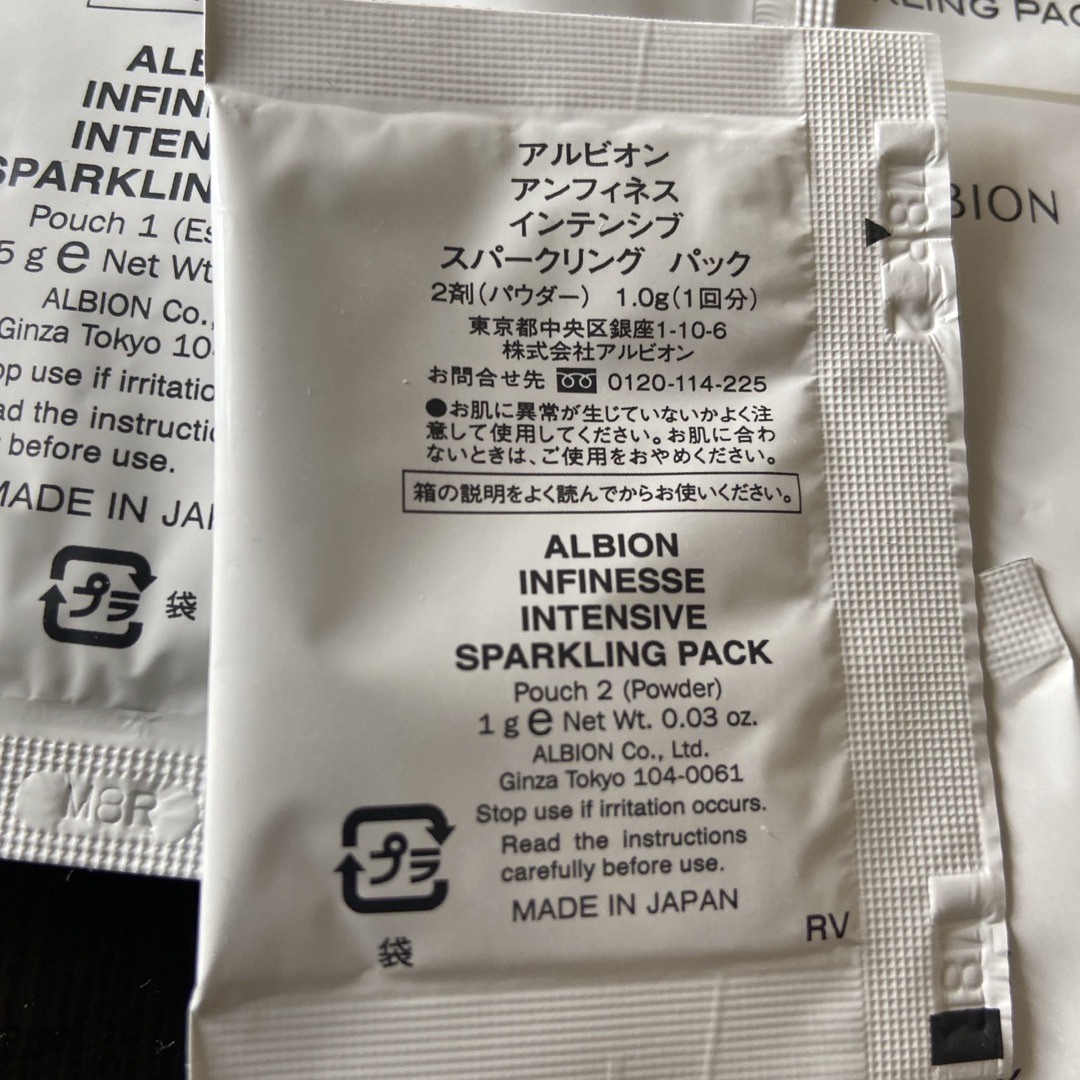 アルビオン
アンフィネス
インテンシブ
スパークリング パック
2剤(パウダー) 1.0g(1回分)
東京都中央区銀座1-10-6
株式会社アルビオン
お問合せ先 0120-114-225
●お肌に異常が生じていないかよく注
意して使用してください。お肌に合わ
ないときは、ご使用をおやめください。
箱の説明をよく読んでからお使いください。
ALBION
INFINESSE
INTENSIVE
SPARKLING PACK
Pouch 2 (Powder)
1 g e Net Wt. 0.03 oz.
ALBION Co., Ltd.
Ginza Tokyo 104-0061
Stop use if irritation occurs.
Read the instructions
carefully before use.
MADE IN JAPAN
プラ
袋
RV
Pouch 1
5 g e Net Wt
ALBION Co.,
Ginza Tokyo 10
use if irritatio
the instructi
before use.
MADE IN JA
プラ
袋
M8R